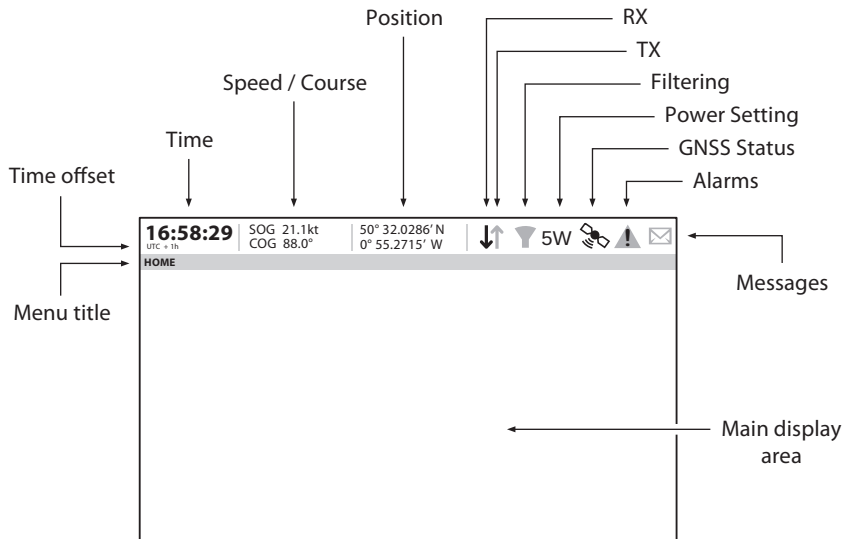 Position
RX
TX
Speed / Course
Filtering
Power Setting
Time
GNSS Status
Time offset
Alarms
16:58:29
UTC + 1h
SOG 21.1kt
COG 88.0°
50° 32.0286′ N
0° 55.2715′ W
5W
HOME
Messages
Menu title
Main display
area